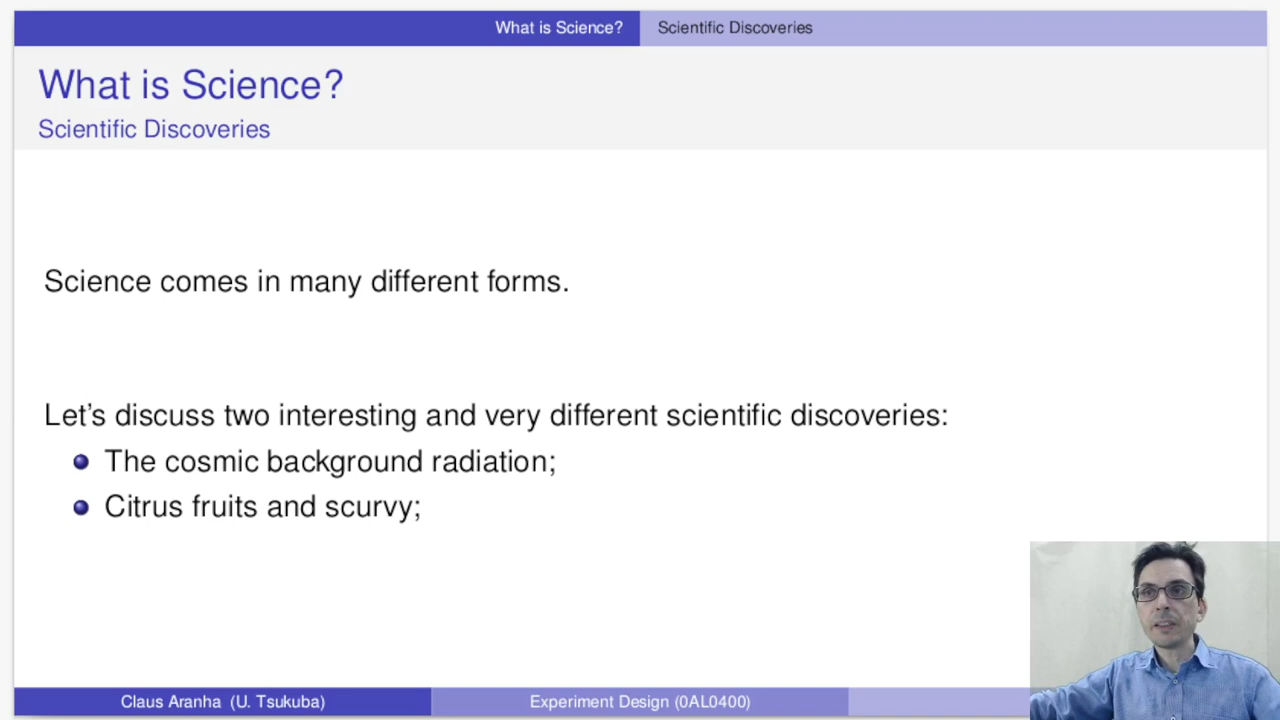 What is Science?
Scientific Discoveries
What is Science?
Scientific Discoveries
Science comes in many different forms.
Let's discuss two interesting and very different scientific discoveries:
The cosmic background radiation;
Citrus fruits and scurvy;
Claus Aranha (U. Tsukuba)
Experiment Design (0AL0400)